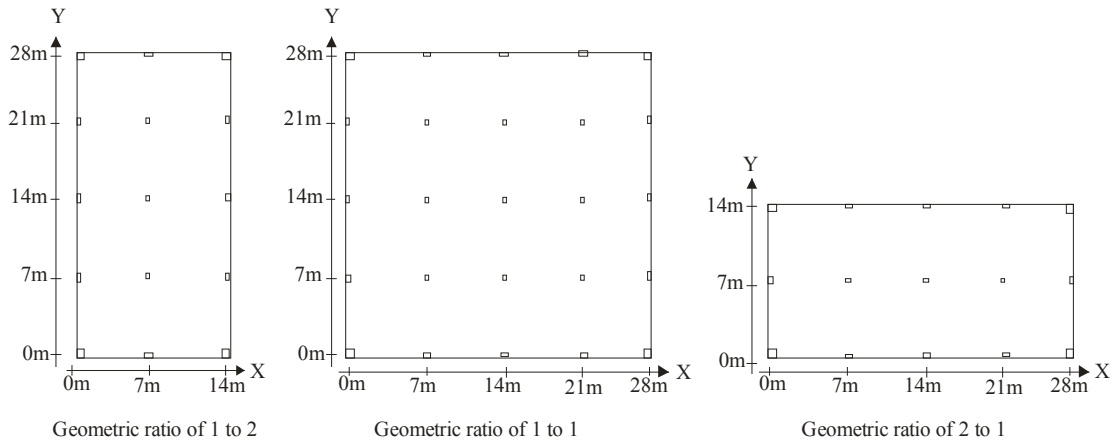 Y
28m
21m
14m
7m
0m
0m 7m 14m X
Geometric ratio of 1 to 2
Y
28m
21m
14m
7m
0m
0m 7m 14m 21m 28m X
Geometric ratio of 1 to 1
Y
14m
7m
0m
0m 7m 14m 21m 28m X
Geometric ratio of 2 to 1